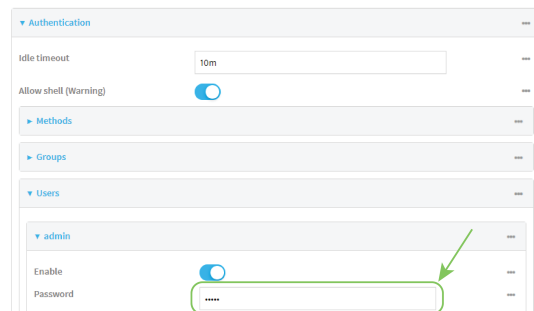 Authentication
Idle timeout
10m
Allow shell (Warning)
Methods
Groups
Users
admin
Enable
Password
•••••